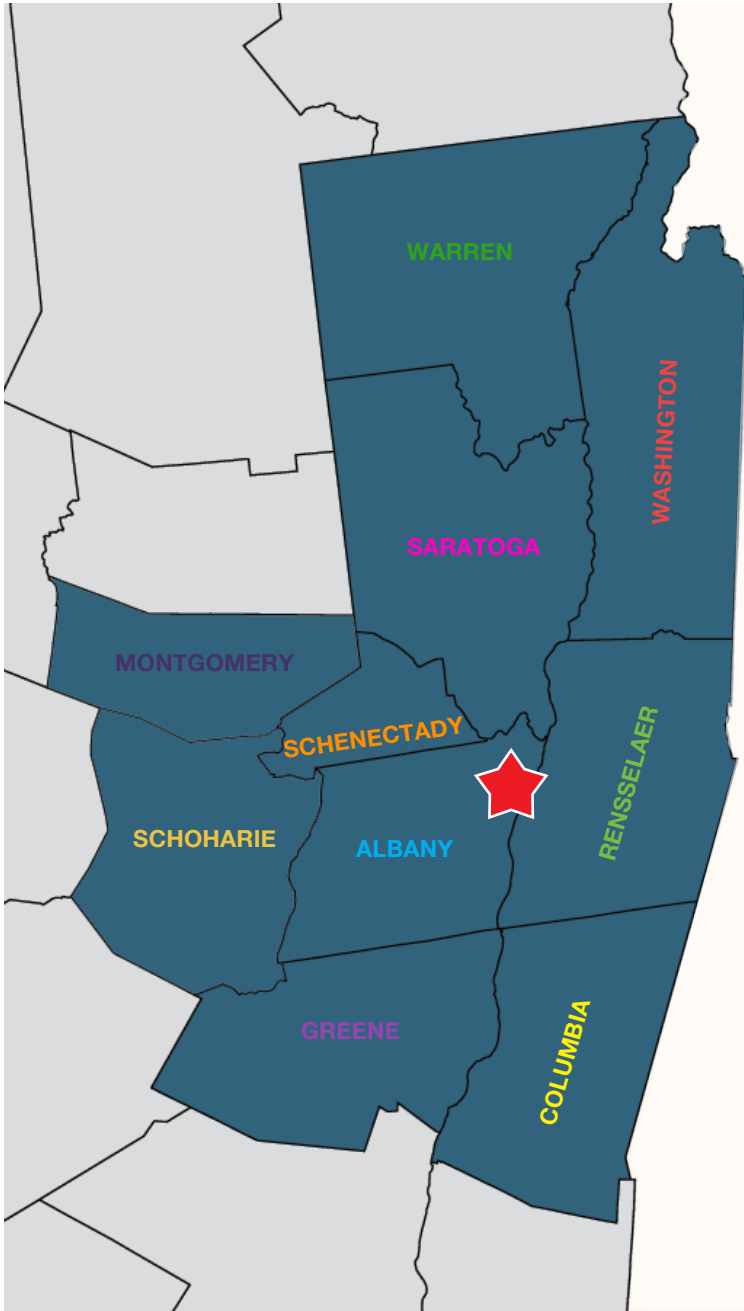 WARREN
WASHINGTON
SARATOGA
MONTGOMERY
SCHENECTADY
RENSSELAER
SCHOHARIE
ALBANY
GREENE
COLUMBIA